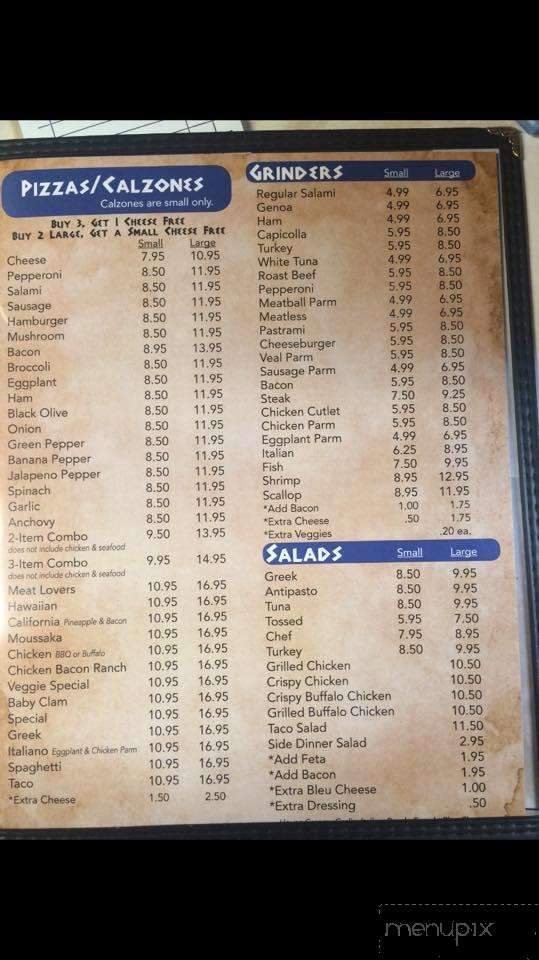 PIZZAS/CALZONES
Calzones are small only.
BUY 3, GET 1 CHEESE FREE
BUY 2 LARGE, GET A SMALL CHEESE FREE
Small Large
Cheese 7.95 10.95
Pepperoni 8.50 11.95
Salami 8.50 11.95
Sausage 8.50 11.95
Hamburger 8.50 11.95
Mushroom 8.50 11.95
Bacon 8.95 13.95
Broccoli 8.50 11.95
Eggplant 8.50 11.95
Ham 8.50 11.95
Black Olive 8.50 11.95
Onion 8.50 11.95
Green Pepper 8.50 11.95
Banana Pepper 8.50 11.95
Jalapeno Pepper 8.50 11.95
Spinach 8.50 11.95
Garlic 8.50 11.95
Anchovy 8.50 11.95
2-Item Combo 9.50 13.95
does not include chicken & seafood
3-Item Combo 9.95 14.95
does not include chicken & seafood
Meat Lovers 10.95 16.95
Hawaiian 10.95 16.95
California Pineapple & Bacon 10.95 16.95
Moussaka 10.95 16.95
Chicken BBQ or Buffalo 10.95 16.95
Chicken Bacon Ranch 10.95 16.95
Veggie Special 10.95 16.95
Baby Clam 10.95 16.95
Special 10.95 16.95
Greek 10.95 16.95
Italiano Eggplant & Chicken Parm 10.95 16.95
Spaghetti 10.95 16.95
Taco 10.95 16.95
*Extra Cheese 1.50 2.50
GRINDERS Small Large
Regular Salami 4.99 6.95
Genoa 4.99 6.95
Ham 4.99 6.95
Capicolla 5.95 8.50
Turkey 5.95 8.50
White Tuna 4.99 6.95
Roast Beef 5.95 8.50
Pepperoni 5.95 8.50
Meatball Parm 4.99 6.95
Meatless 4.99 6.95
Pastrami 5.95 8.50
Cheeseburger 5.95 8.50
Veal Parm 5.95 8.50
Sausage Parm 4.99 6.95
Bacon 5.95 8.50
Steak 7.50 9.25
Chicken Cutlet 5.95 8.50
Chicken Parm 5.95 8.50
Eggplant Parm 4.99 6.95
Italian 6.25 8.95
Fish 7.50 9.95
Shrimp 8.95 12.95
Scallop 8.95 11.95
*Add Bacon 1.00 1.75
*Extra Cheese .50 1.75
*Extra Veggies .20 ea.
SALADS Small Large
Greek 8.50 9.95
Antipasto 8.50 9.95
Tuna 8.50 9.95
Tossed 5.95 7.50
Chef 7.95 8.95
Turkey 8.50 9.95
Grilled Chicken 10.50
Crispy Chicken 10.50
Crispy Buffalo Chicken 10.50
Grilled Buffalo Chicken 10.50
Taco Salad 11.50
Side Dinner Salad 2.95
*Add Feta 1.95
*Add Bacon 1.95
*Extra Bleu Cheese 1.00
*Extra Dressing .50
menupix